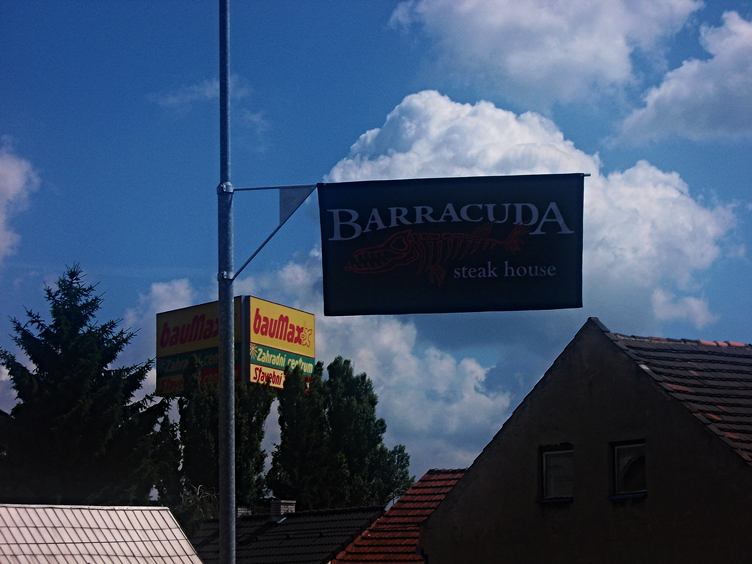 BARRACUDA
steak house
bauMax
bauMax
Zahradní centrum
Stavební